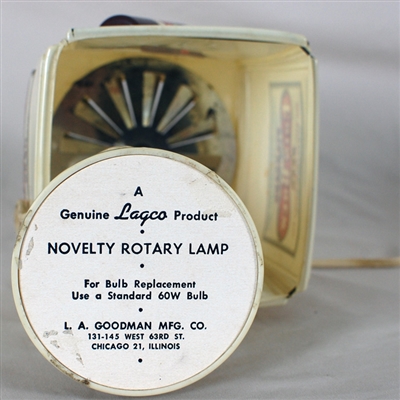 A
Genuine Lagco Product
NOVELTY ROTARY LAMP
For Bulb Replacement
Use a Standard 60W Bulb
L. A. GOODMAN MFG. CO.
131-145 WEST 63RD ST.
CHICAGO 21, ILLINOIS